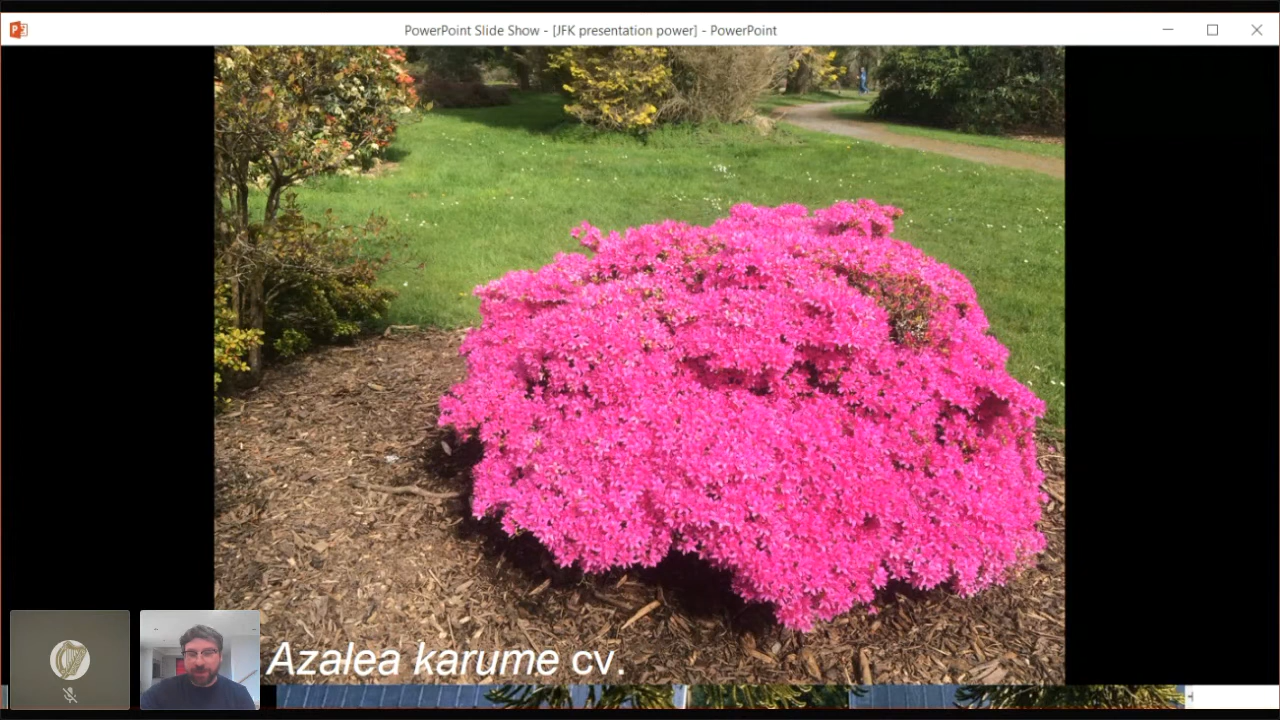 PowerPoint Slide Show - [JFK presentation power] - PowerPoint
Azalea karume cv.